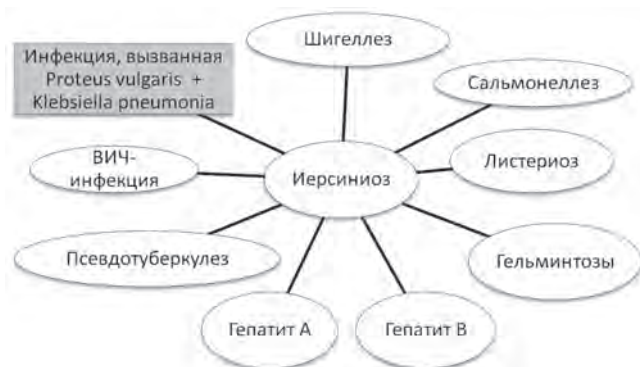 Инфекция, вызванная
Proteus vulgaris +
Klebsiella pneumonia
Шигеллез
Сальмонеллез
ВИЧ-
инфекция
Иерсиниоз
Листериоз
Псевдотуберкулез
Гельминтозы
Гепатит А
Гепатит В